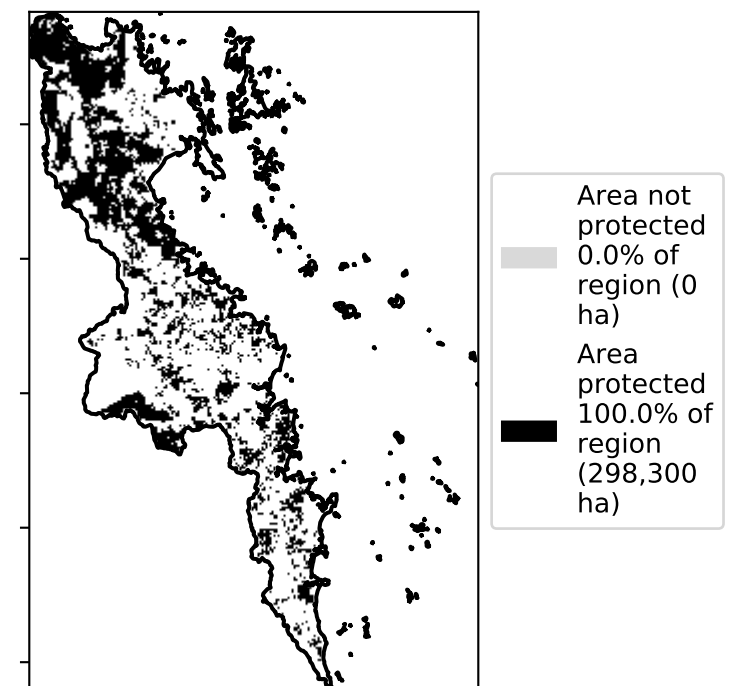 Area not
protected
0.0% of
region (0
ha)
Area
protected
100.0% of
region
(298,300
ha)